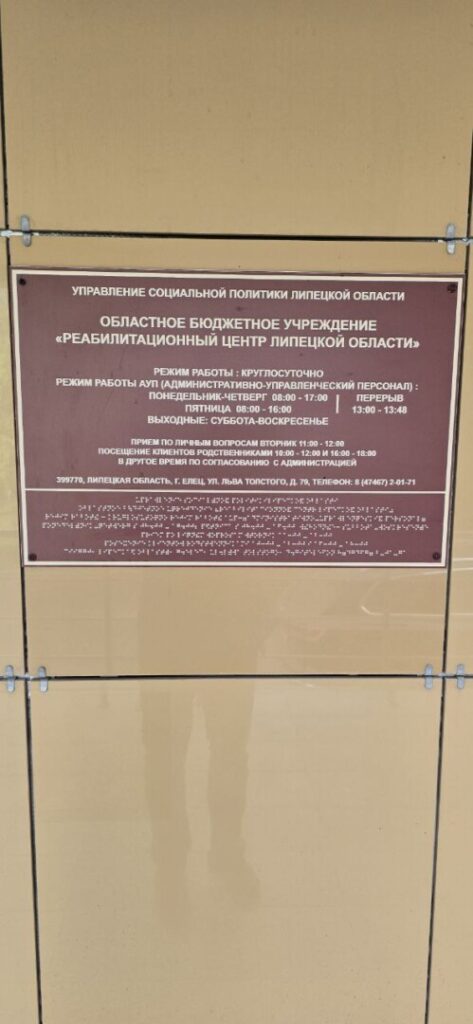 УПРАВЛЕНИЕ СОЦИАЛЬНОЙ ПОЛИТИКИ ЛИПЕЦКОЙ ОБЛАСТИ
ОБЛАСТНОЕ БЮДЖЕТНОЕ УЧРЕЖДЕНИЕ
«РЕАБИЛИТАЦИОННЫЙ ЦЕНТР ЛИПЕЦКОЙ ОБЛАСТИ»
РЕЖИМ РАБОТЫ : КРУГЛОСУТОЧНО
РЕЖИМ РАБОТЫ АУП (АДМИНИСТРАТИВНО-УПРАВЛЕНЧЕСКИЙ ПЕРСОНАЛ) :
ПОНЕДЕЛЬНИК-ЧЕТВЕРГ 08:00 - 17:00 | ПЕРЕРЫВ
ПЯТНИЦА 08:00 - 16:00 | 13:00 - 13:48
ВЫХОДНЫЕ: СУББОТА-ВОСКРЕСЕНЬЕ
ПРИЕМ ПО ЛИЧНЫМ ВОПРОСАМ ВТОРНИК 11:00 - 12:00
ПОСЕЩЕНИЕ КЛИЕНТОВ РОДСТВЕННИКАМИ 10:00 - 12:00 И 16:00 - 18:00
В ДРУГОЕ ВРЕМЯ ПО СОГЛАСОВАНИЮ С АДМИНИСТРАЦИЕЙ
399770, ЛИПЕЦКАЯ ОБЛАСТЬ, Г. ЕЛЕЦ, УЛ. ЛЬВА ТОЛСТОГО, Д. 79, ТЕЛЕФОН: 8 (47467) 2-01-71